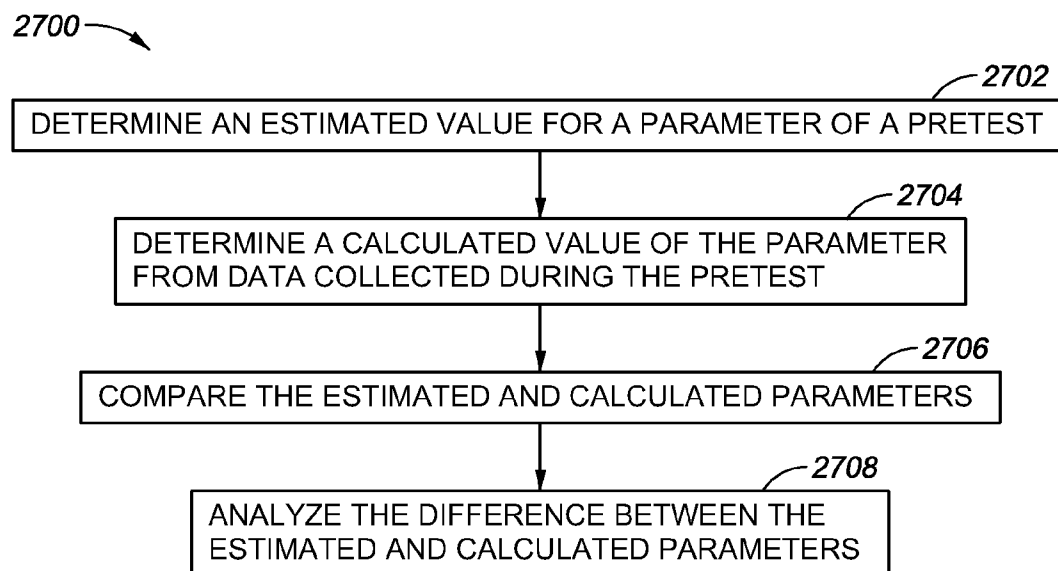 2700
2702
DETERMINE AN ESTIMATED VALUE FOR A PARAMETER OF A PRETEST
2704
DETERMINE A CALCULATED VALUE OF THE PARAMETER
FROM DATA COLLECTED DURING THE PRETEST
2706
COMPARE THE ESTIMATED AND CALCULATED PARAMETERS
2708
ANALYZE THE DIFFERENCE BETWEEN THE
ESTIMATED AND CALCULATED PARAMETERS